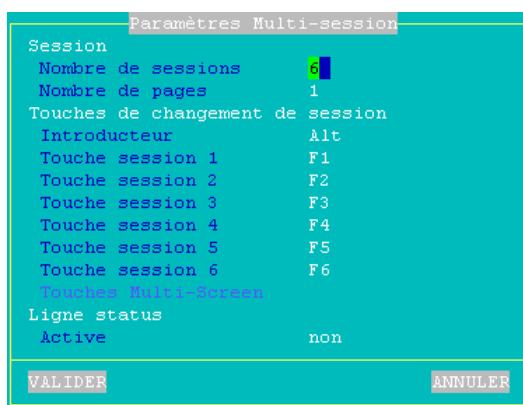 Paramètres Multi-session
Session
Nombre de sessions 6
Nombre de pages 1
Touches de changement de session
Introducteur Alt
Touche session 1 F1
Touche session 2 F2
Touche session 3 F3
Touche session 4 F4
Touche session 5 F5
Touche session 6 F6
Touches Multi-Screen
Ligne status
Active non
VALIDER ANNULER